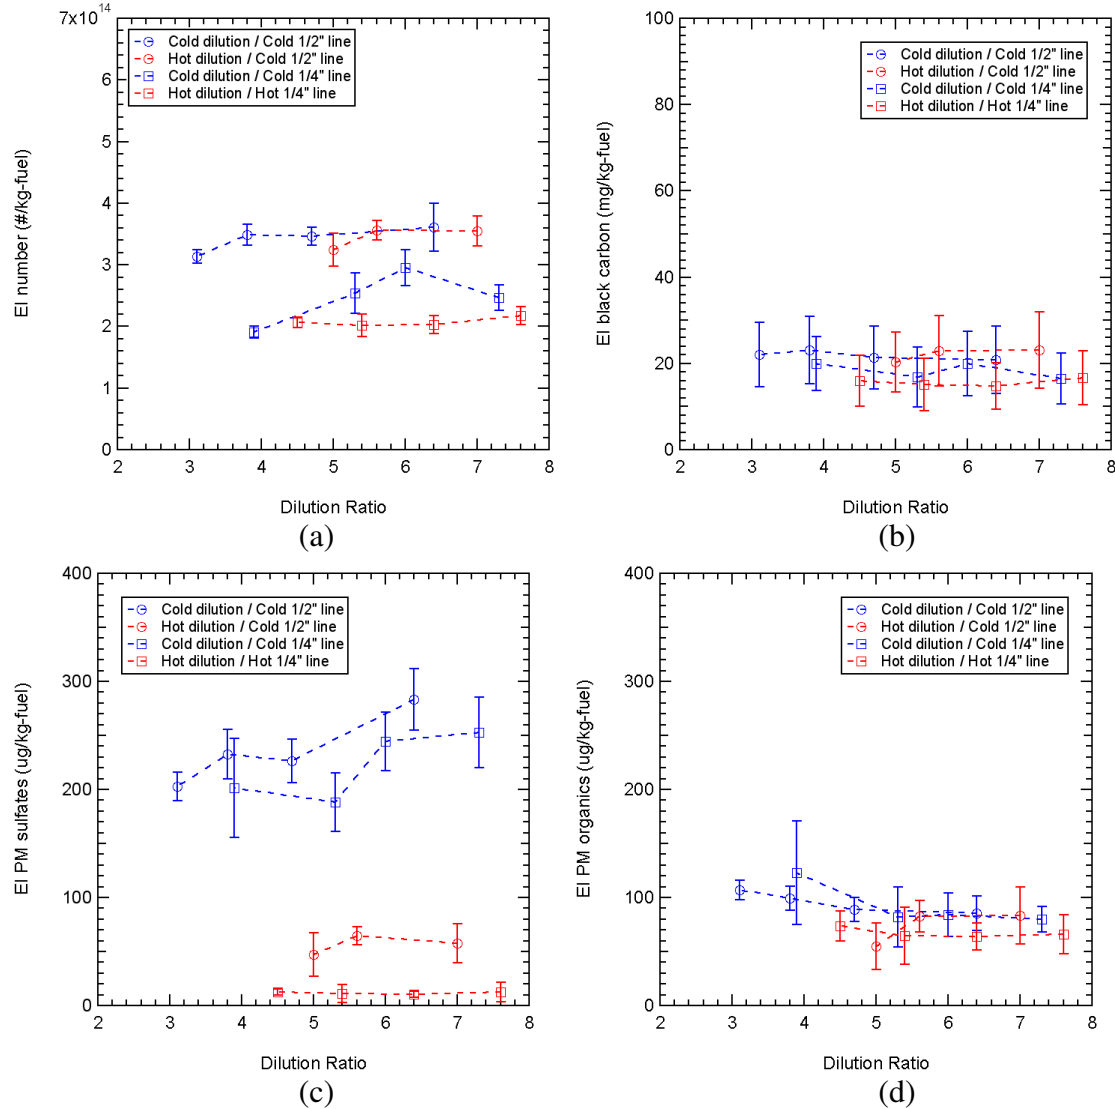 7x10^14
6
5
4
3
2
1
0
2 3 4 5 6 7 8
EI number (#/kg-fuel)
Dilution Ratio
Cold dilution / Cold 1/2" line
Hot dilution / Cold 1/2" line
Cold dilution / Cold 1/4" line
Hot dilution / Hot 1/4" line
(a)
100
80
60
40
20
0
2 3 4 5 6 7 8
EI black carbon (mg/kg-fuel)
Dilution Ratio
Cold dilution / Cold 1/2" line
Hot dilution / Cold 1/2" line
Cold dilution / Cold 1/4" line
Hot dilution / Hot 1/4" line
(b)
400
300
200
100
0
2 3 4 5 6 7 8
EI PM sulfates (ug/kg-fuel)
Dilution Ratio
Cold dilution / Cold 1/2" line
Hot dilution / Cold 1/2" line
Cold dilution / Cold 1/4" line
Hot dilution / Hot 1/4" line
(c)
400
300
200
100
0
2 3 4 5 6 7 8
EI PM organics (ug/kg-fuel)
Dilution Ratio
Cold dilution / Cold 1/2" line
Hot dilution / Cold 1/2" line
Cold dilution / Cold 1/4" line
Hot dilution / Hot 1/4" line
(d)